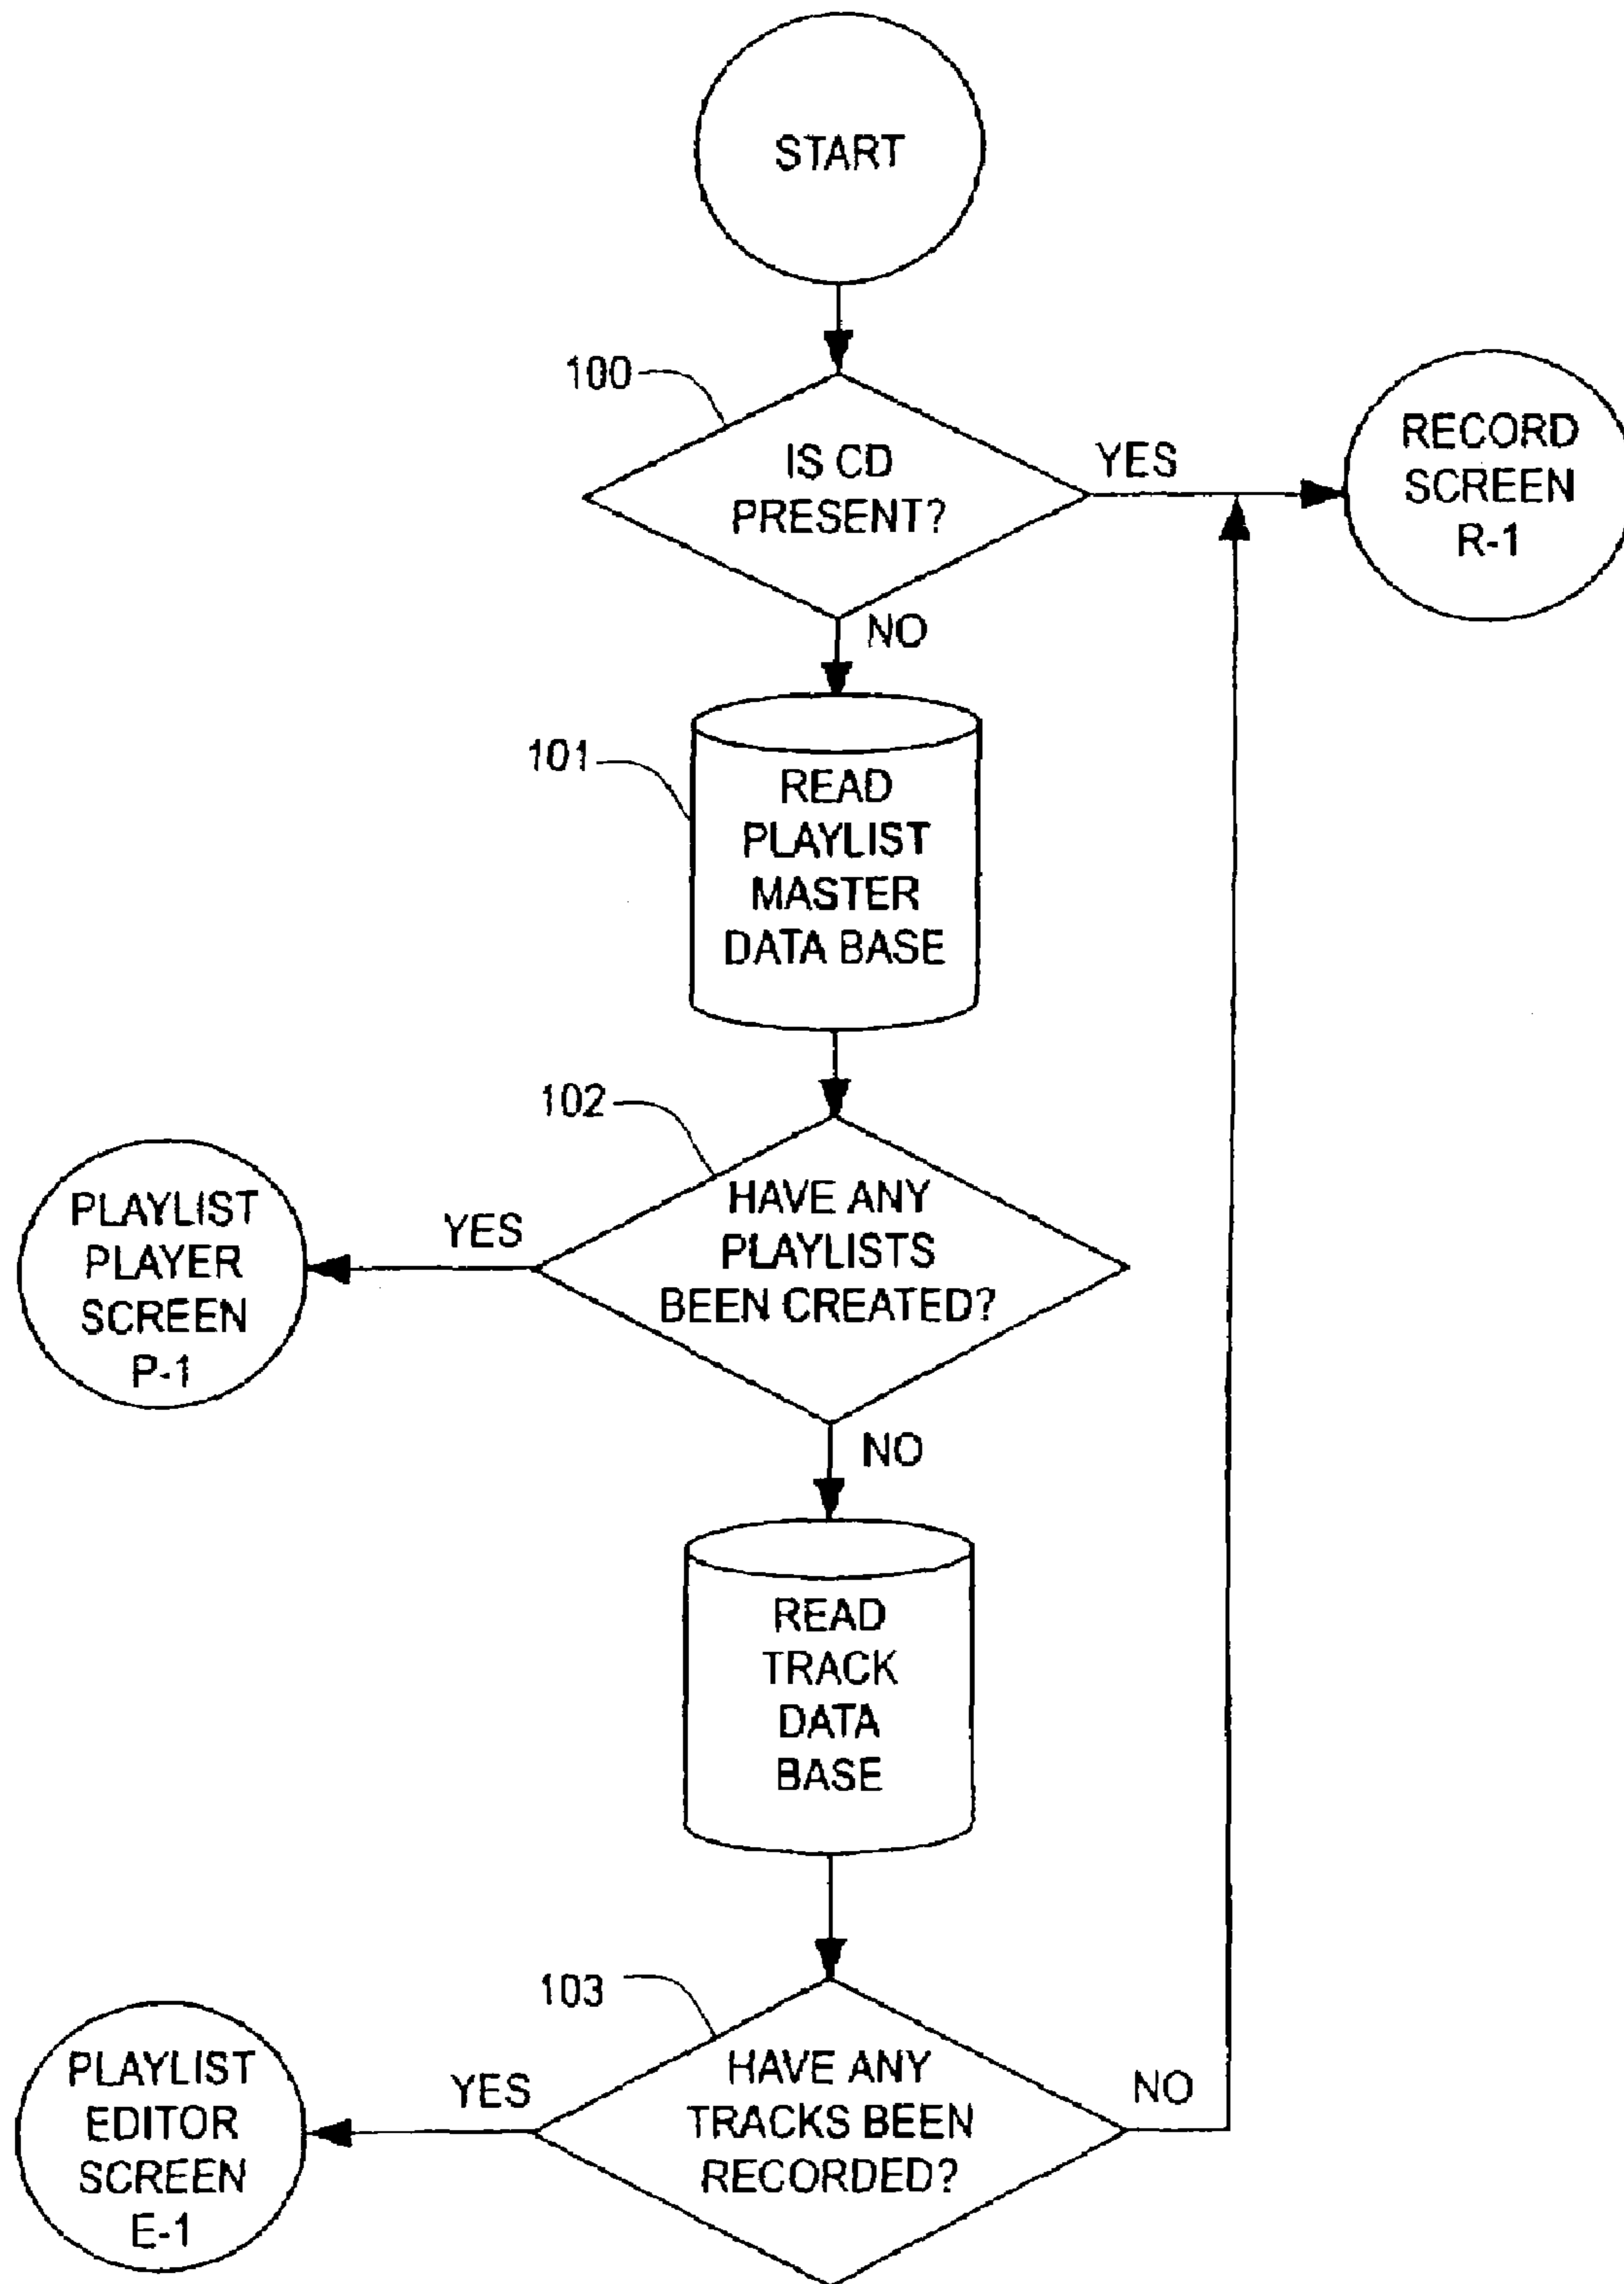 START
100
IS CD
PRESENT?
YES
RECORD
SCREEN
R-1
NO
101
READ
PLAYLIST
MASTER
DATA BASE
102
HAVE ANY
PLAYLISTS
BEEN CREATED?
YES
PLAYLIST
PLAYER
SCREEN
P-1
NO
READ
TRACK
DATA
BASE
103
HAVE ANY
TRACKS BEEN
RECORDED?
YES
PLAYLIST
EDITOR
SCREEN
E-1
NO